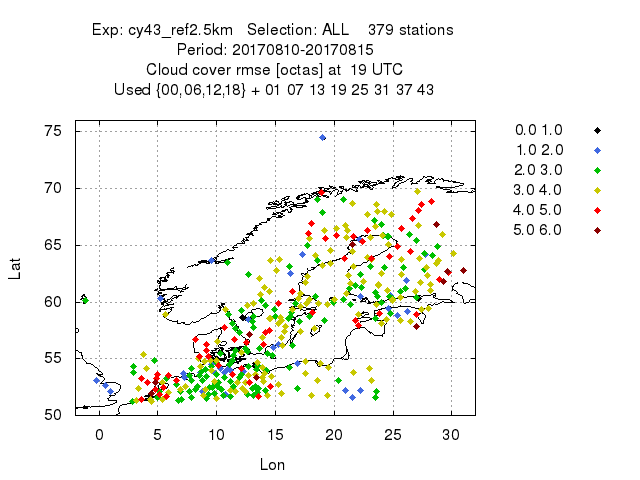 Exp: cy43_ref2.5km   Selection: ALL    379 stations
Period: 20170810-20170815
Cloud cover rmse [octas] at  19 UTC
Used {00,06,12,18} + 01 07 13 19 25 31 37 43
75
70
65
60
55
50
Lat
0 5 10 15 20 25 30
Lon
0.0 1.0
1.0 2.0
2.0 3.0
3.0 4.0
4.0 5.0
5.0 6.0